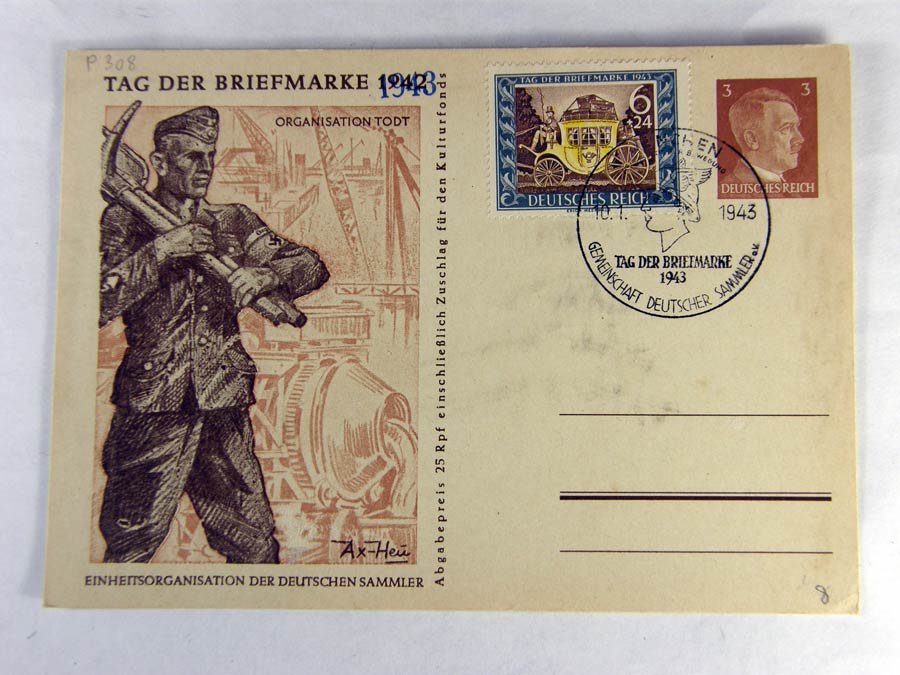 P 308
TAG DER BRIEFMARKE 1942 1943
ORGANISATION TODT
Ax-Heu
EINHEITSORGANISATION DER DEUTSCHEN SAMMLER
Abgabepreis 25 Rpf einschließlich Zuschlag für den Kulturfonds
TAG DER BRIEFMARKE 1943
6
+24
DEUTSCHES REICH
3 3
DEUTSCHES REICH
10.1. 1943
TAG DER BRIEFMARKE
1943
GEMEINSCHAFT DEUTSCHER SAMMLER e.V.
8